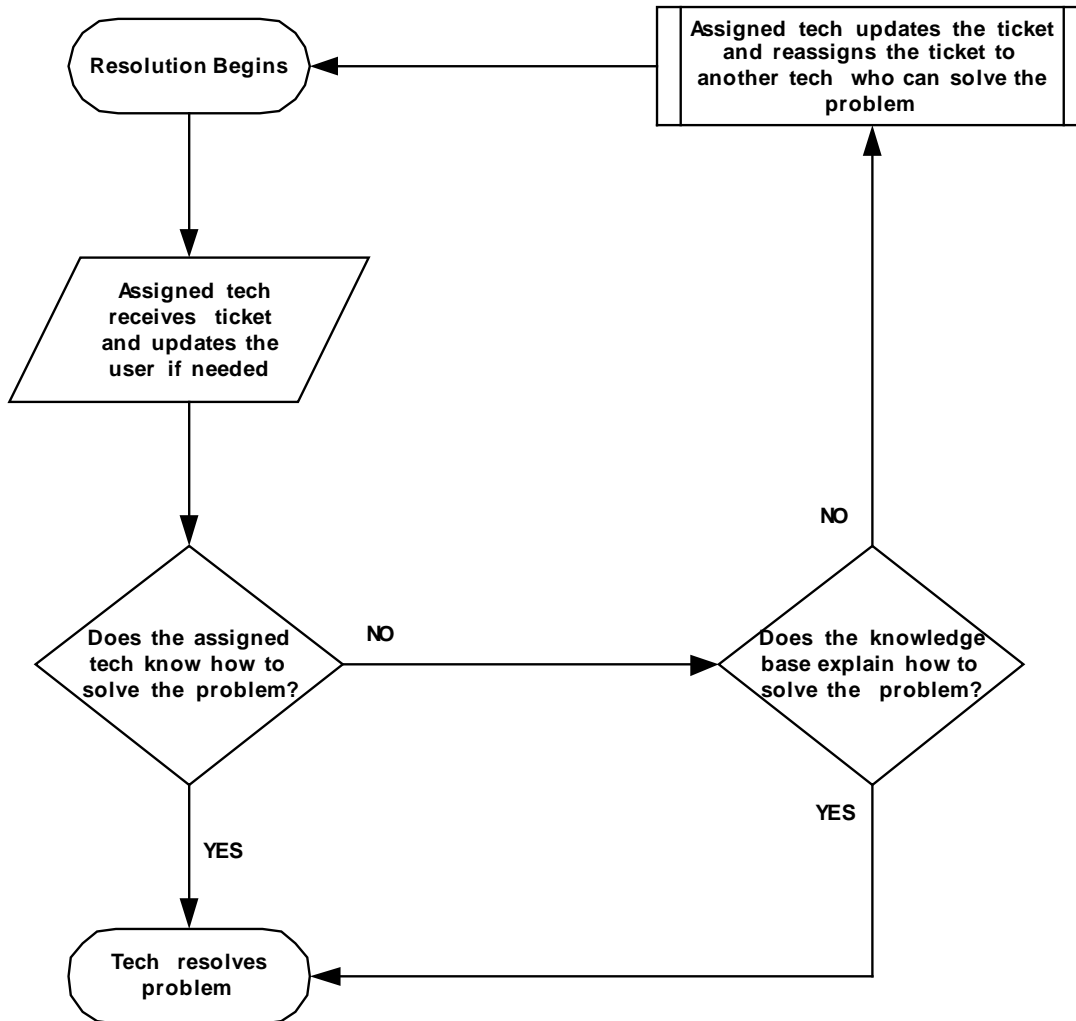 Resolution Begins
Assigned tech updates the ticket
and reassigns the ticket to
another tech who can solve the
problem
Assigned tech
receives ticket
and updates the
user if needed
NO
Does the assigned
tech know how to
solve the problem?
NO
Does the knowledge
base explain how to
solve the problem?
YES
YES
Tech resolves
problem